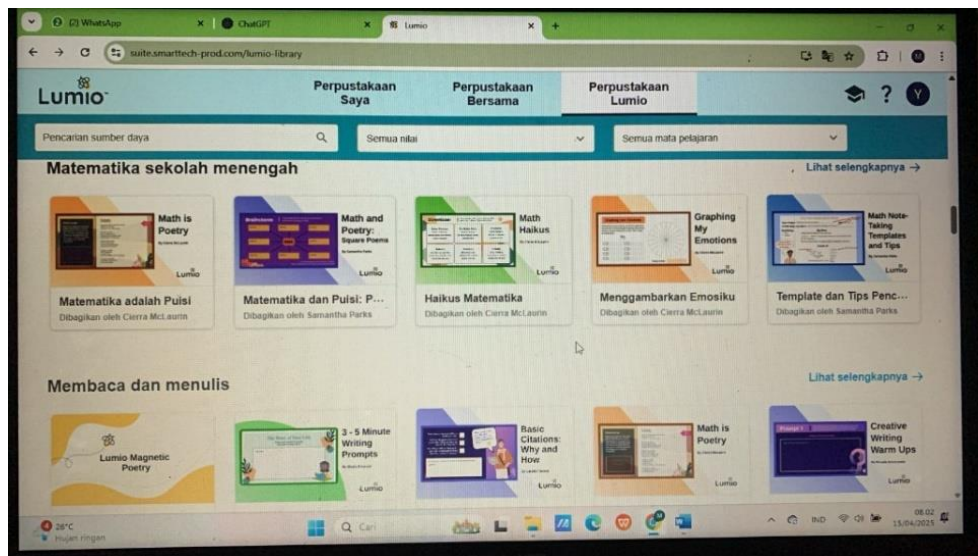 (2) WhatsApp
ChatGPT
Lumio
suite.smarttech-prod.com/lumio-library
Lumio
Perpustakaan Saya
Perpustakaan Bersama
Perpustakaan Lumio
Y
Pencarian sumber daya
Semua nilai
Semua mata pelajaran
Matematika sekolah menengah
Lihat selengkapnya →
Math is
Poetry
Lumio
Matematika adalah Puisi
Dibagikan oleh Cierra McLaurin
Brainstorm
Math and
Poetry:
Square Poems
By Samantha Parks
Lumio
Matematika dan Puisi: P...
Dibagikan oleh Samantha Parks
Math
Haikus
Lumio
Haikus Matematika
Dibagikan oleh Cierra McLaurin
Graphing
My
Emotions
Lumio
Menggambarkan Emosiku
Dibagikan oleh Cierra McLaurin
Math Note-
Taking
Templates
and Tips
Lumio
Template dan Tips Penc...
Dibagikan oleh Samantha Parks
Membaca dan menulis
Lihat selengkapnya →
Lumio Magnetic
Poetry
3 - 5 Minute
Writing
Prompts
Lumio
Basic
Citations:
Why and
How
Lumio
Math is
Poetry
Lumio
Prompt 1
Creative
Writing
Warm Ups
Lumio
28°C
Hujan ringan
Cari
IND
08.02
15/04/2025